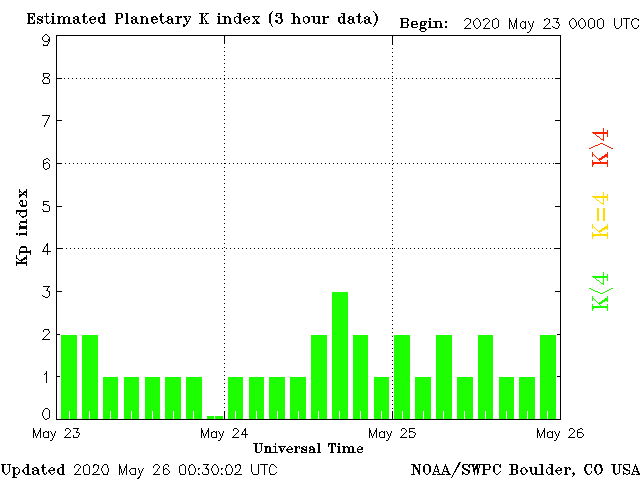 Estimated Planetary K index (3 hour data)
Begin: 2020 May 23 0000 UTC
9
8
7
6
5
4
3
2
1
0
Kp index
K>4
K=4
K<4
May 23
May 24
May 25
May 26
Universal Time
Updated 2020 May 26 00:30:02 UTC
NOAA/SWPC Boulder, CO USA